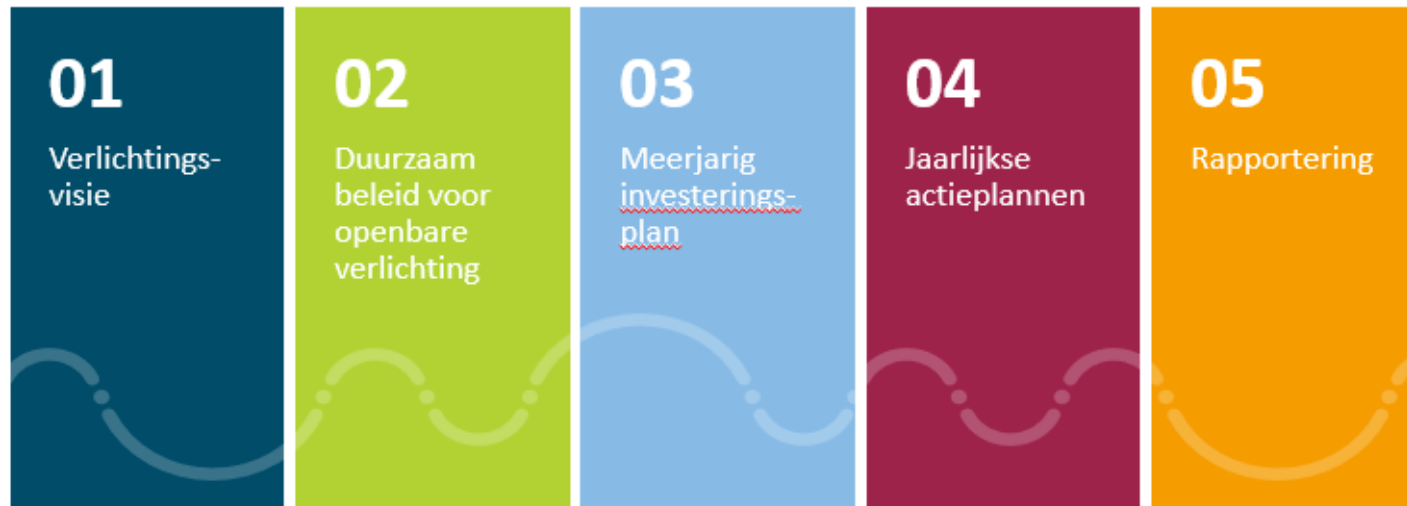 01
Verlichtings-
visie
02
Duurzaam
beleid voor
openbare
verlichting
03
Meerjarig
investerings-
plan
04
Jaarlijkse
actieplannen
05
Rapportering